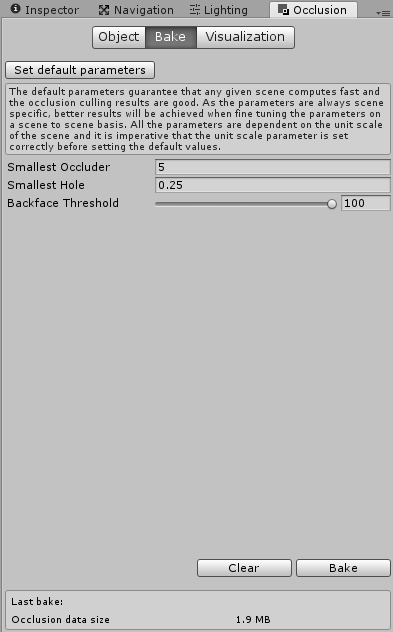 Inspector Navigation Lighting Occlusion
Object Bake Visualization
Set default parameters
The default parameters guarantee that any given scene computes fast and
the occlusion culling results are good. As the parameters are always scene
specific, better results will be achieved when fine tuning the parameters on
a scene to scene basis. All the parameters are dependent on the unit scale
of the scene and it is imperative that the unit scale parameter is set
correctly before setting the default values.
Smallest Occluder 5
Smallest Hole 0.25
Backface Threshold 100
Clear Bake
Last bake:
Occlusion data size 1.9 MB